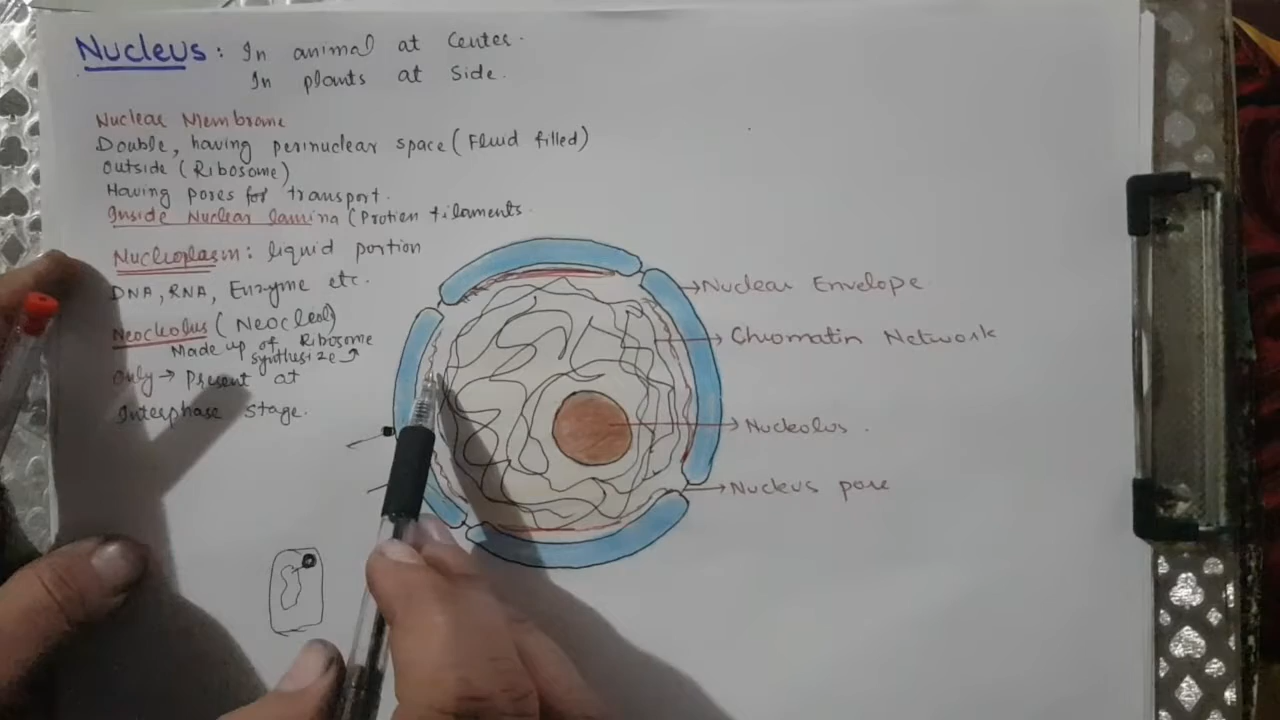 Nucleus: In animal at Center.
In plants at Side.
Nuclear Membrane
Double, having perinuclear space (Fluid filled)
Outside (Ribosome)
Having pores for transport.
Inside Nuclear lamina (Protien filaments.
Nucleoplasm: liquid portion
DNA, RNA, Enzyme etc.
Neocleolus (Neocleoli)
Made up of Ribosome
synthesize
Only → Present at
Interphase stage.
Nuclear Envelope
Chromatin Network
Nucleolus.
Nucleus pore